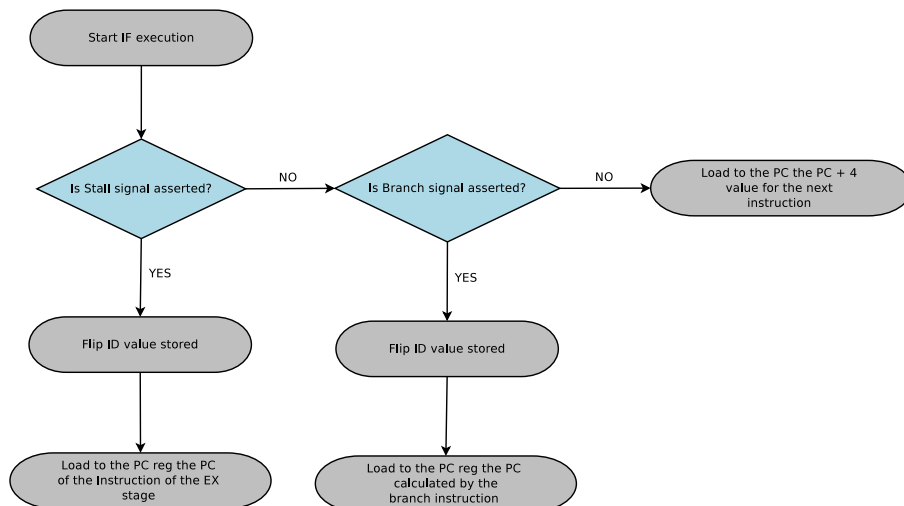 Start IF execution
Is Stall signal asserted?
NO
Is Branch signal asserted?
NO
Load to the PC the PC + 4
value for the next
instruction
YES
YES
Flip ID value stored
Flip ID value stored
Load to the PC reg the PC
of the Instruction of the EX
stage
Load to the PC reg the PC
calculated by the
branch instruction